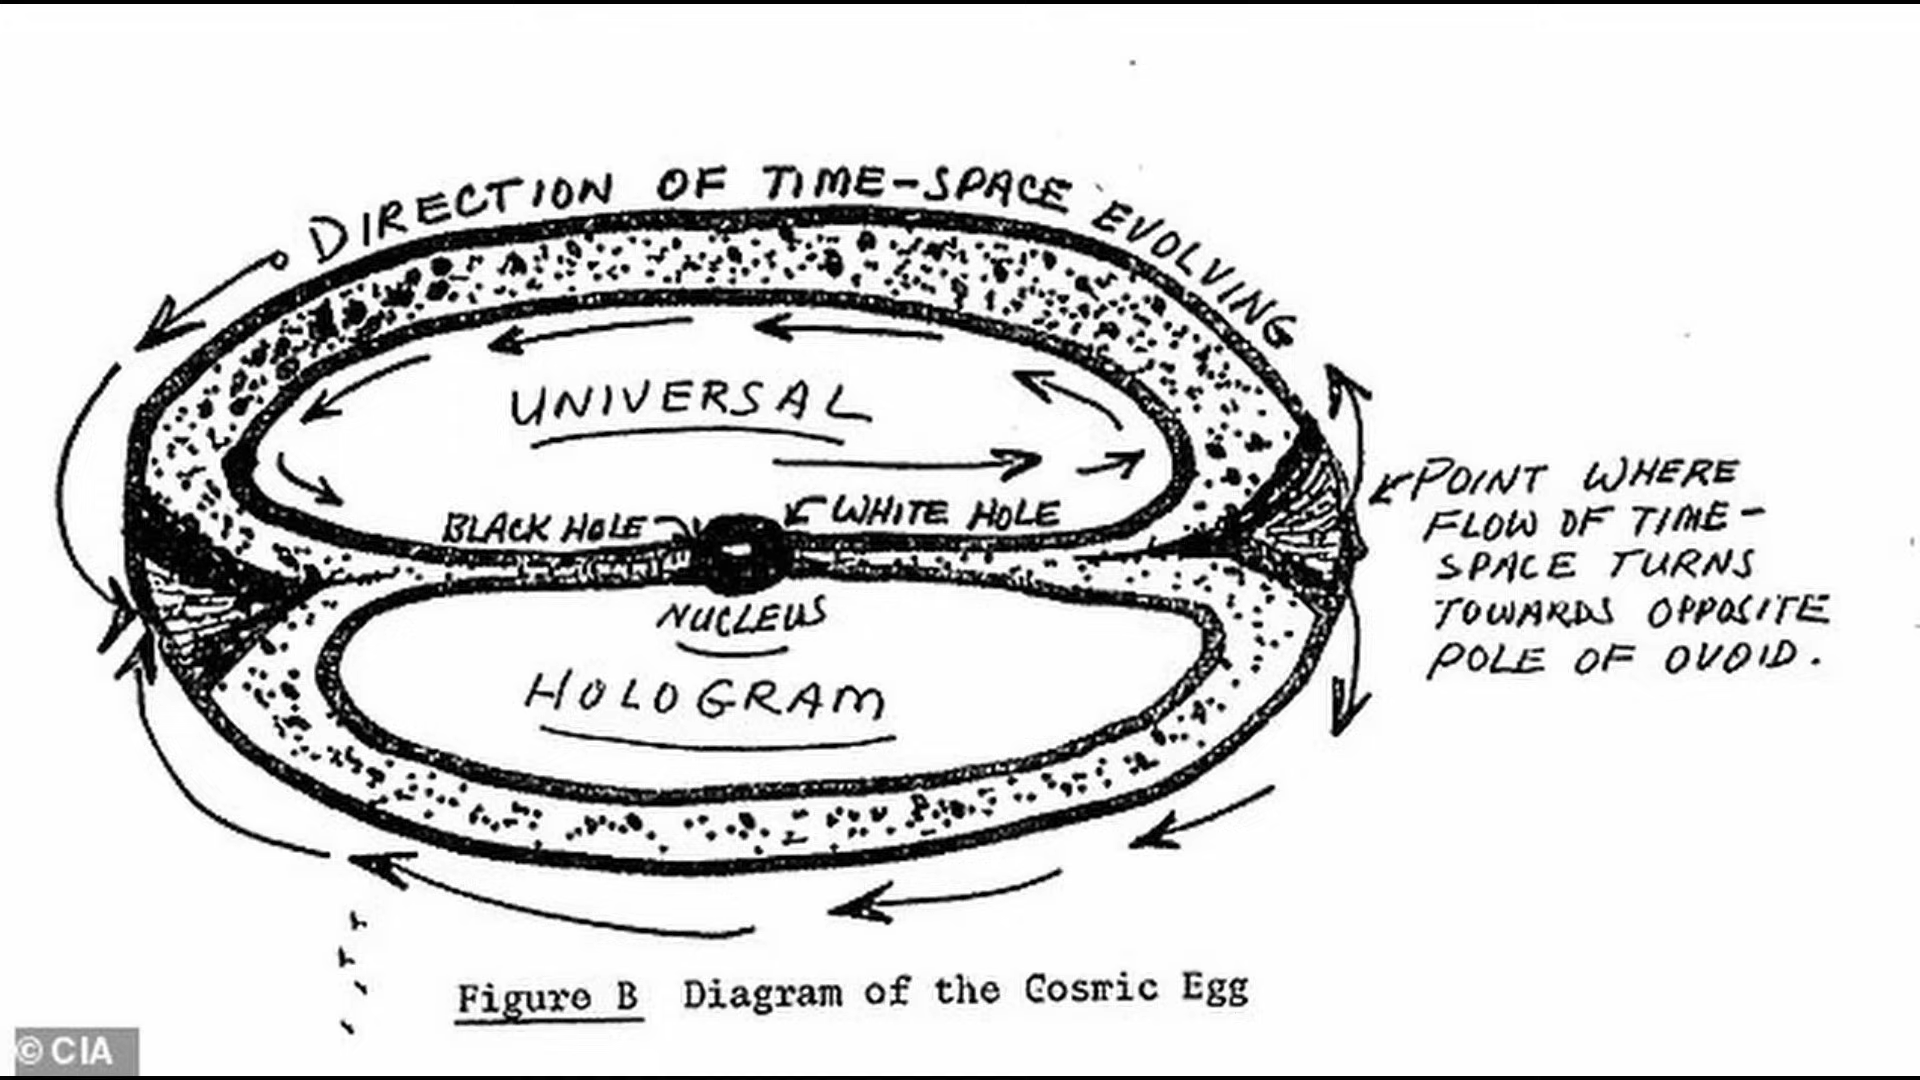 DIRECTION OF TIME-SPACE EVOLVING
UNIVERSAL
BLACK HOLE
WHITE HOLE
NUCLEUS
HOLOGRAM
POINT WHERE
FLOW OF TIME-
SPACE TURNS
TOWARDS OPPOSITE
POLE OF OVOID.
Figure B Diagram of the Cosmic Egg
© CIA